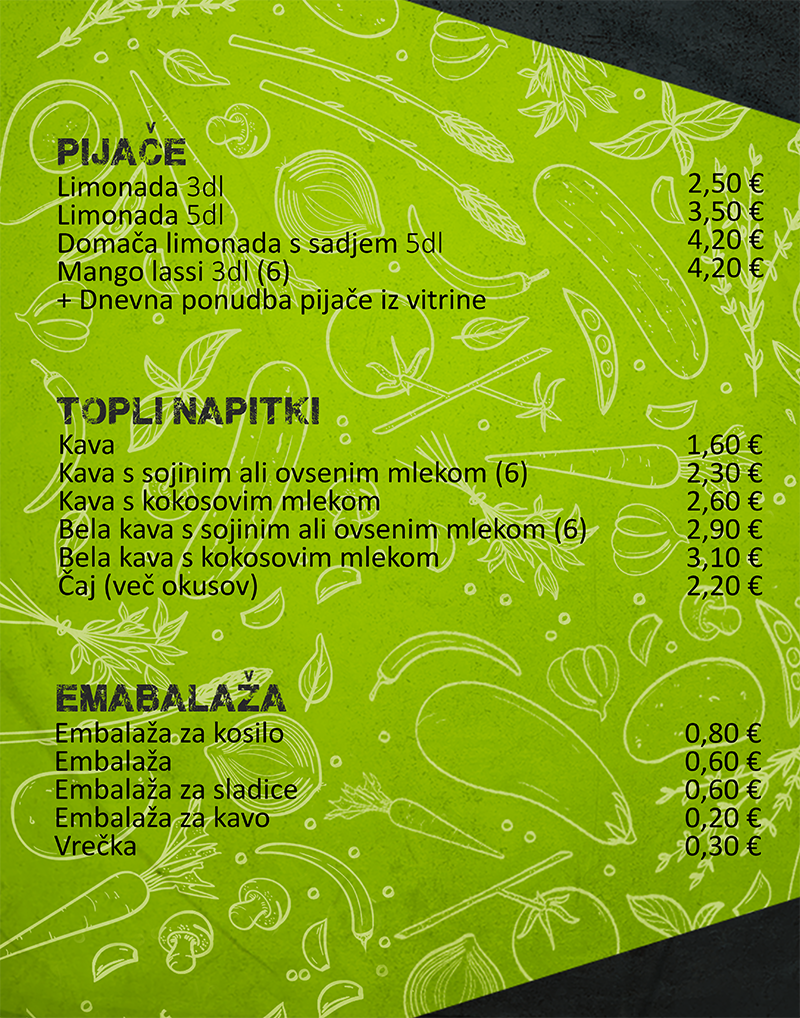 PIJAČE
Limonada 3dl 2,50 €
Limonada 5dl 3,50 €
Domača limonada s sadjem 5dl 4,20 €
Mango lassi 3dl (6) 4,20 €
+ Dnevna ponudba pijače iz vitrine
TOPLI NAPITKI
Kava 1,60 €
Kava s sojinim ali ovsenim mlekom (6) 2,30 €
Kava s kokosovim mlekom 2,60 €
Bela kava s sojinim ali ovsenim mlekom (6) 2,90 €
Bela kava s kokosovim mlekom 3,10 €
Čaj (več okusov) 2,20 €
EMABALAŽA
Embalaža za kosilo 0,80 €
Embalaža 0,60 €
Embalaža za sladice 0,60 €
Embalaža za kavo 0,20 €
Vrečka 0,30 €